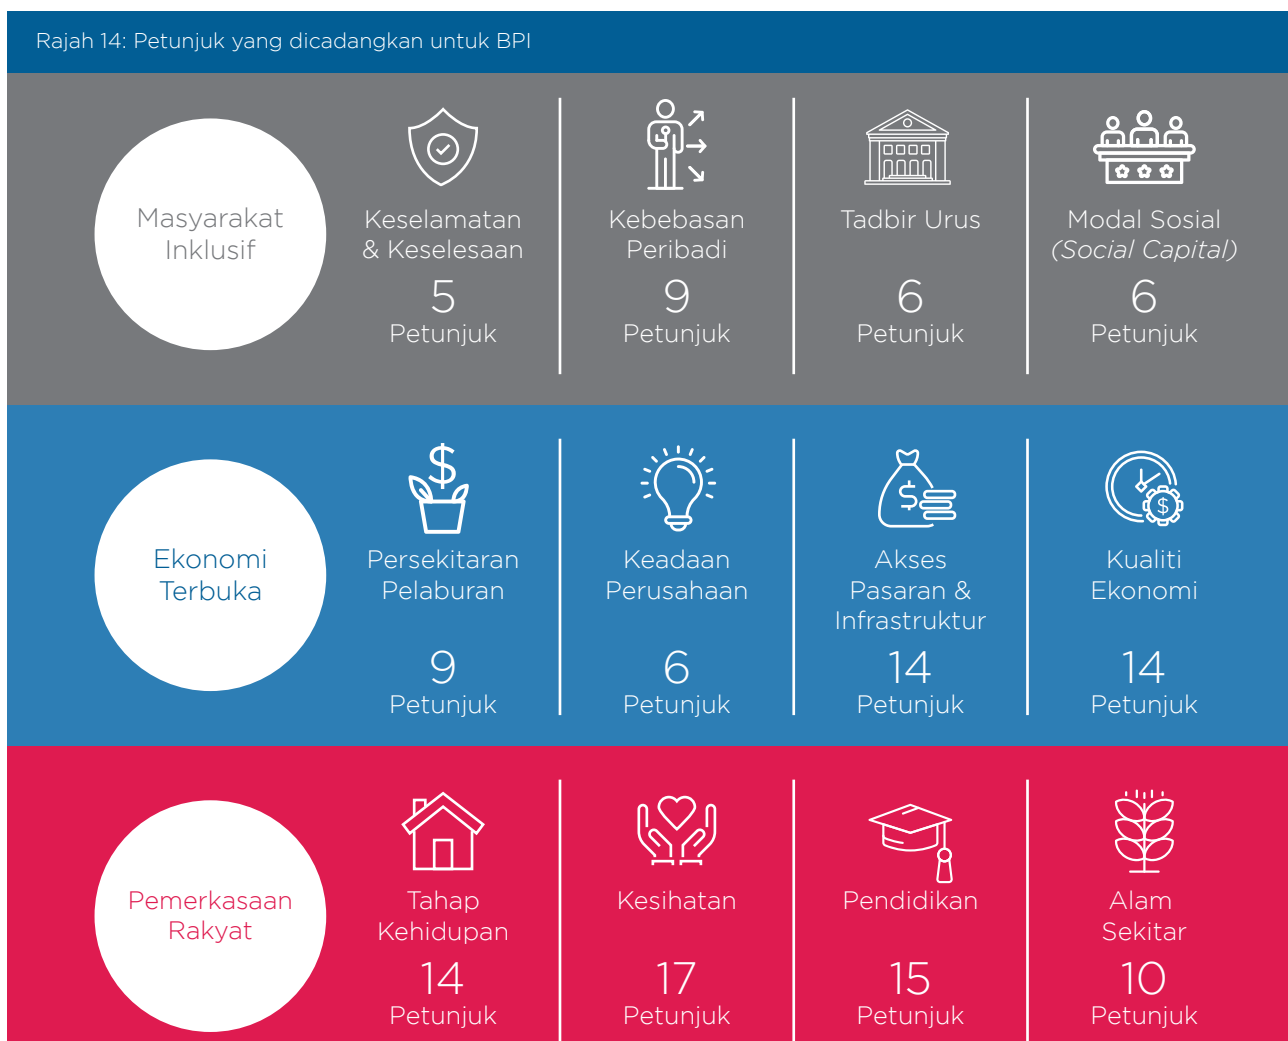 Rajah 14: Petunjuk yang dicadangkan untuk BPI
Masyarakat
Inklusif
Keselamatan
& Keselesaan
5
Petunjuk
Kebebasan
Peribadi
9
Petunjuk
Tadbir Urus
6
Petunjuk
Modal Sosial
(Social Capital)
6
Petunjuk
Ekonomi
Terbuka
Persekitaran
Pelaburan
9
Petunjuk
Keadaan
Perusahaan
6
Petunjuk
Akses
Pasaran &
Infrastruktur
14
Petunjuk
Kualiti
Ekonomi
14
Petunjuk
Pemerkasaan
Rakyat
Tahap
Kehidupan
14
Petunjuk
Kesihatan
17
Petunjuk
Pendidikan
15
Petunjuk
Alam
Sekitar
10
Petunjuk